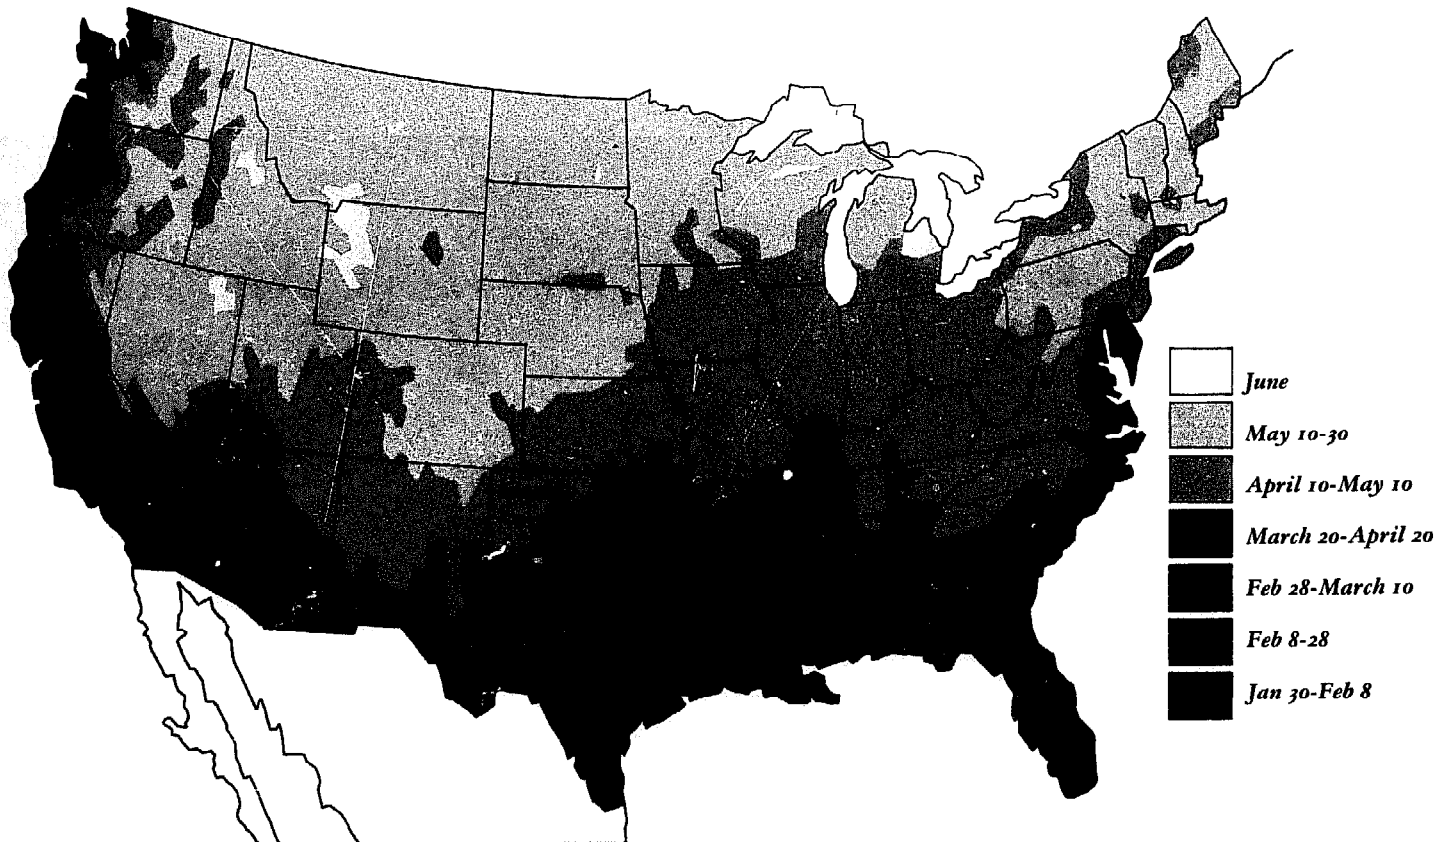 June
May 10-30
April 10-May 10
March 20-April 20
Feb 28-March 10
Feb 8-28
Jan 30-Feb 8